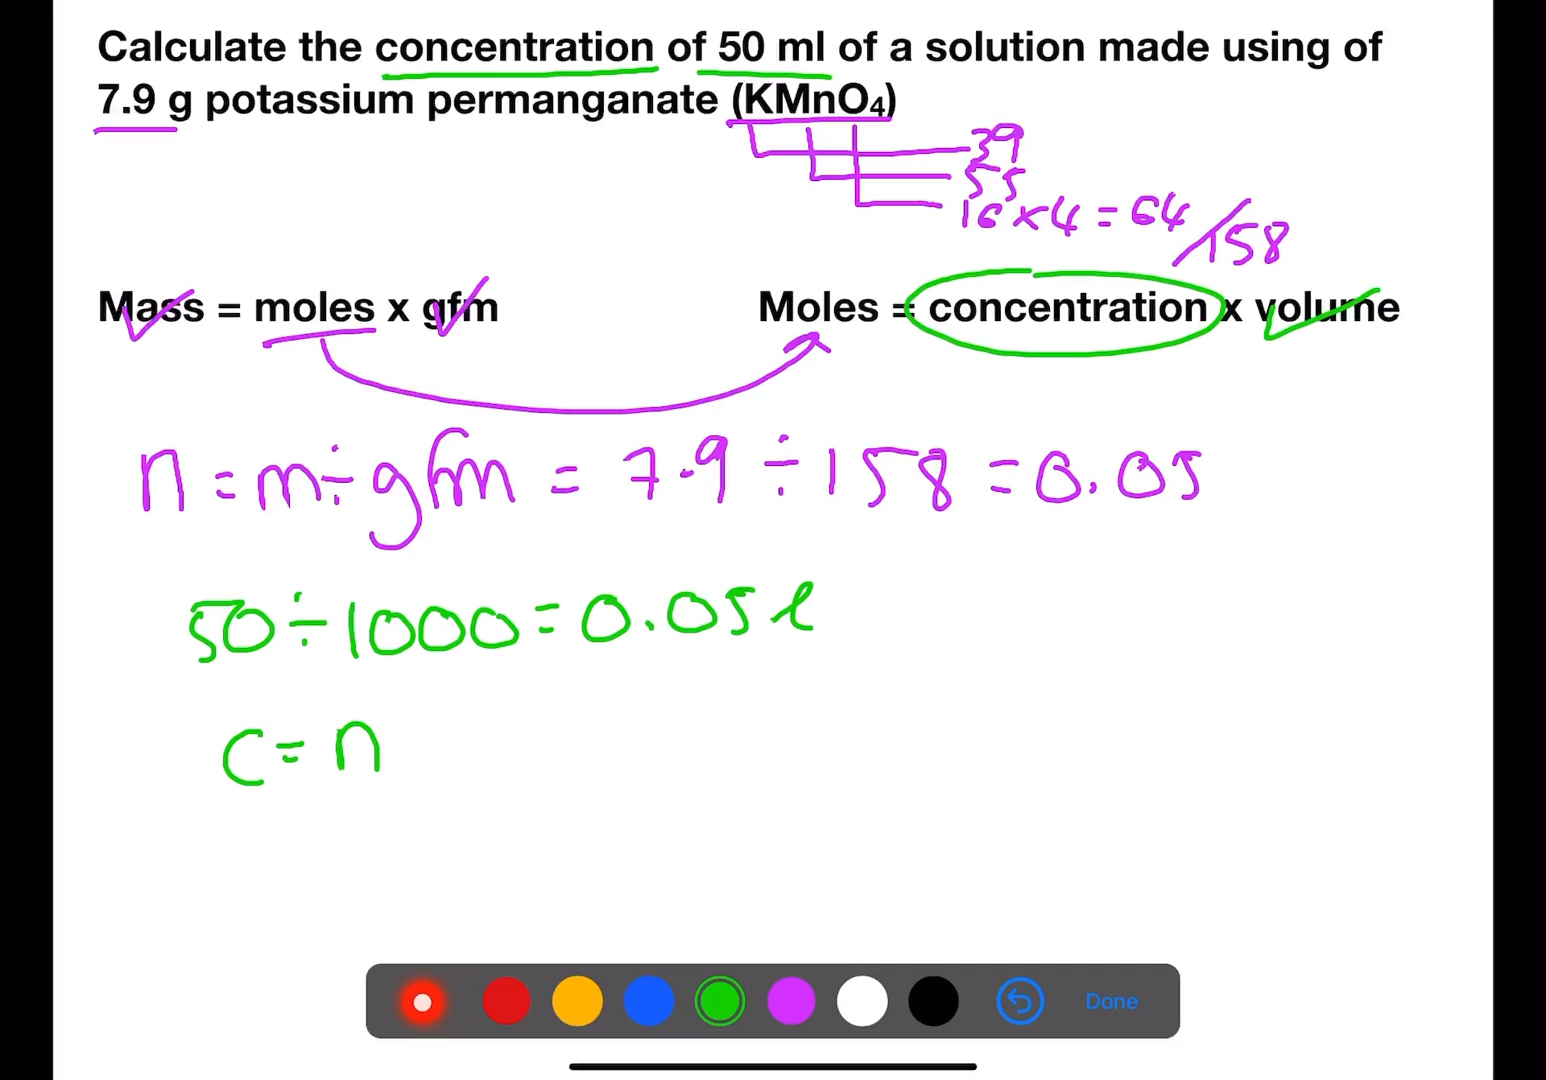 Calculate the concentration of 50 ml of a solution made using of
7.9 g potassium permanganate (KMnO₄)
39
55
16 × 4 = 64 / 158
Mass = moles x gfm
Moles = concentration x volume
n = m ÷ gfm = 7.9 ÷ 158 = 0.05
50 ÷ 1000 = 0.05 l
c = n
Done